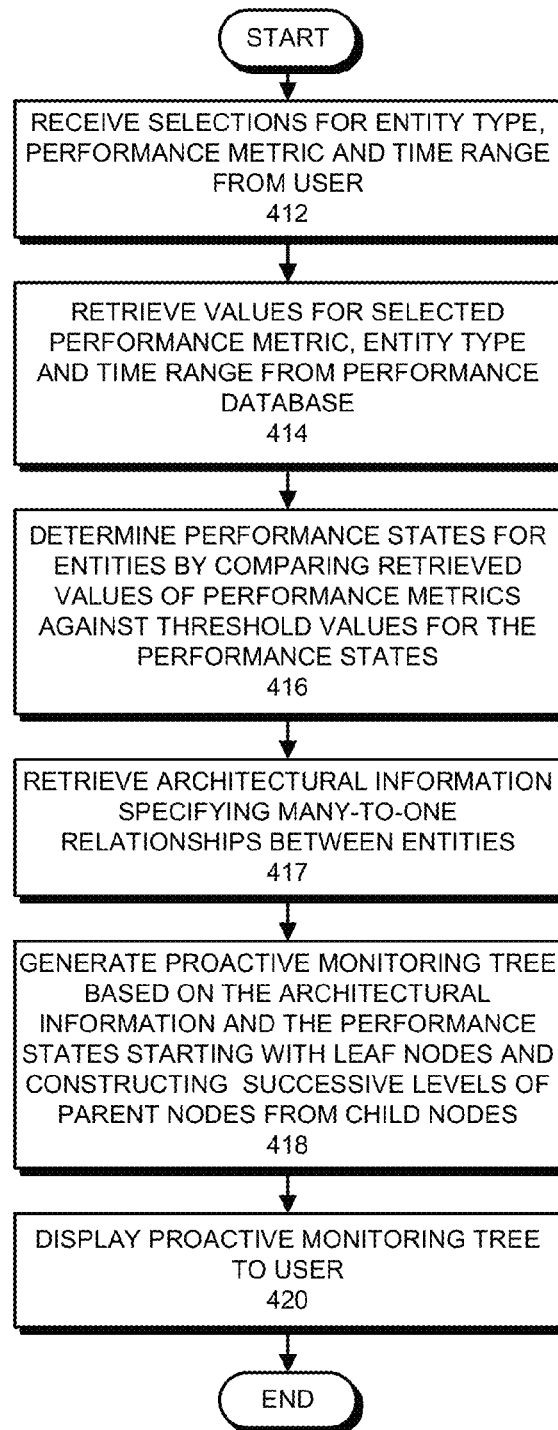 START
RECEIVE SELECTIONS FOR ENTITY TYPE,
PERFORMANCE METRIC AND TIME RANGE
FROM USER
412
RETRIEVE VALUES FOR SELECTED
PERFORMANCE METRIC, ENTITY TYPE
AND TIME RANGE FROM PERFORMANCE
DATABASE
414
DETERMINE PERFORMANCE STATES FOR
ENTITIES BY COMPARING RETRIEVED
VALUES OF PERFORMANCE METRICS
AGAINST THRESHOLD VALUES FOR THE
PERFORMANCE STATES
416
RETRIEVE ARCHITECTURAL INFORMATION
SPECIFYING MANY-TO-ONE
RELATIONSHIPS BETWEEN ENTITIES
417
GENERATE PROACTIVE MONITORING TREE
BASED ON THE ARCHITECTURAL
INFORMATION AND THE PERFORMANCE
STATES STARTING WITH LEAF NODES AND
CONSTRUCTING SUCCESSIVE LEVELS OF
PARENT NODES FROM CHILD NODES
418
DISPLAY PROACTIVE MONITORING TREE
TO USER
420
END